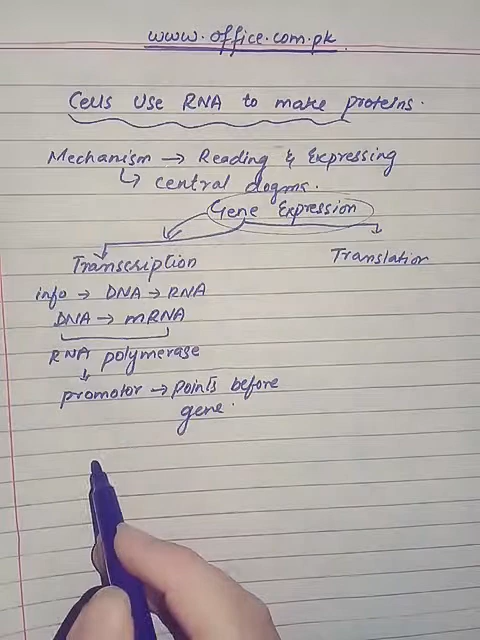 www.office.com.pk
Cells Use RNA to make proteins.
Mechanism → Reading & Expressing
↳ central dogma.
Gene Expression
Transcription
info → DNA → RNA
DNA → mRNA
RNA polymerase
↓
promotor → points before
gene.
Translation